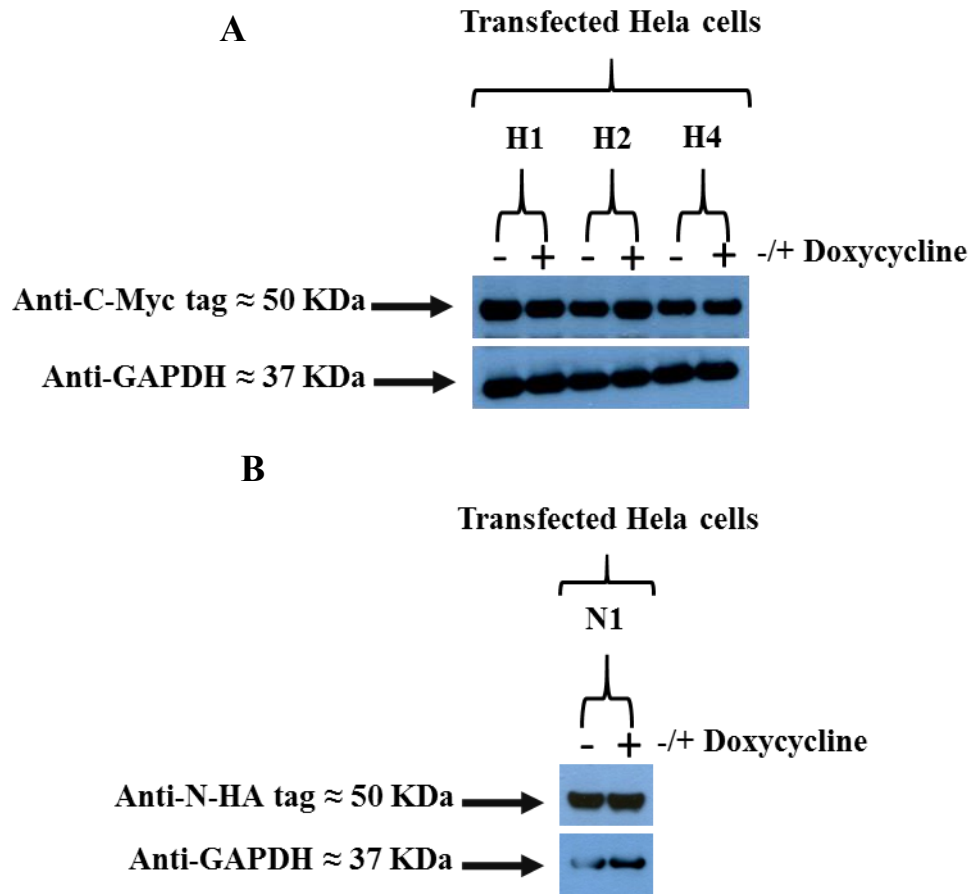 A
Transfected Hela cells
H1 H2 H4
- + - + - + -/+ Doxycycline
Anti-C-Myc tag ≈ 50 KDa
Anti-GAPDH ≈ 37 KDa
B
Transfected Hela cells
N1
- + -/+ Doxycycline
Anti-N-HA tag ≈ 50 KDa
Anti-GAPDH ≈ 37 KDa